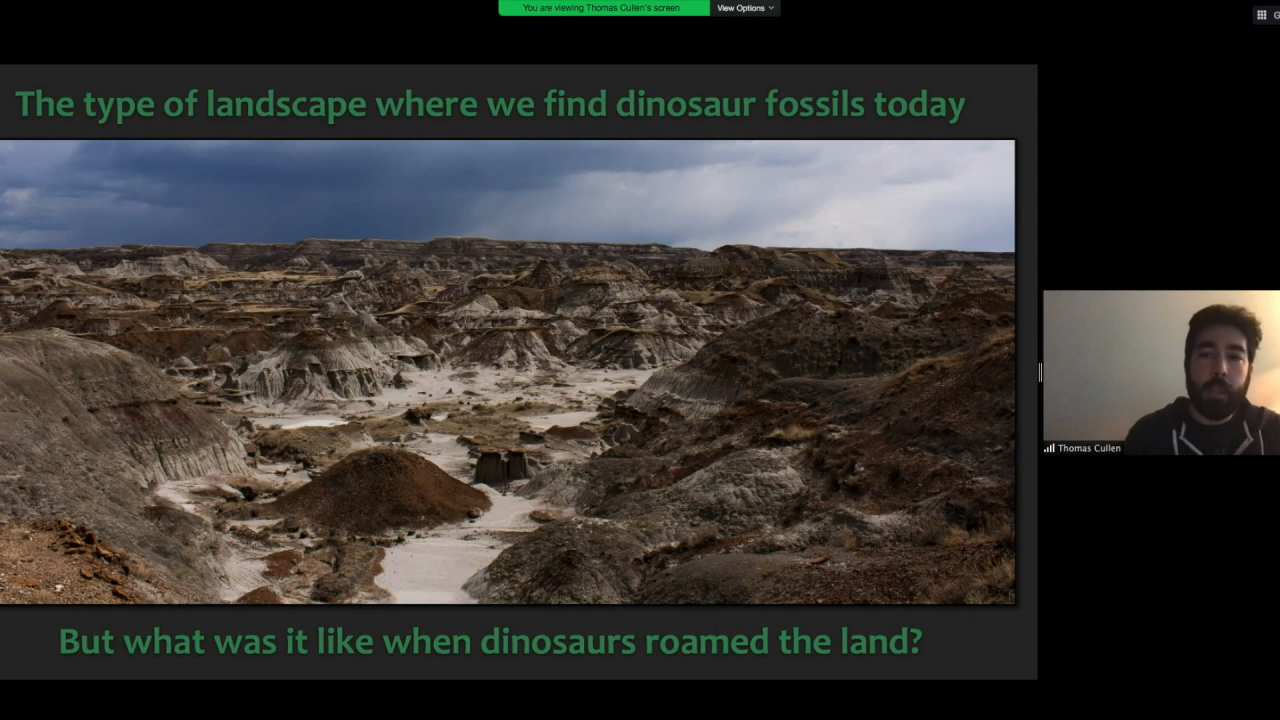 You are viewing Thomas Cullen's screen
View Options
G
The type of landscape where we find dinosaur fossils today
Thomas Cullen
But what was it like when dinosaurs roamed the land?